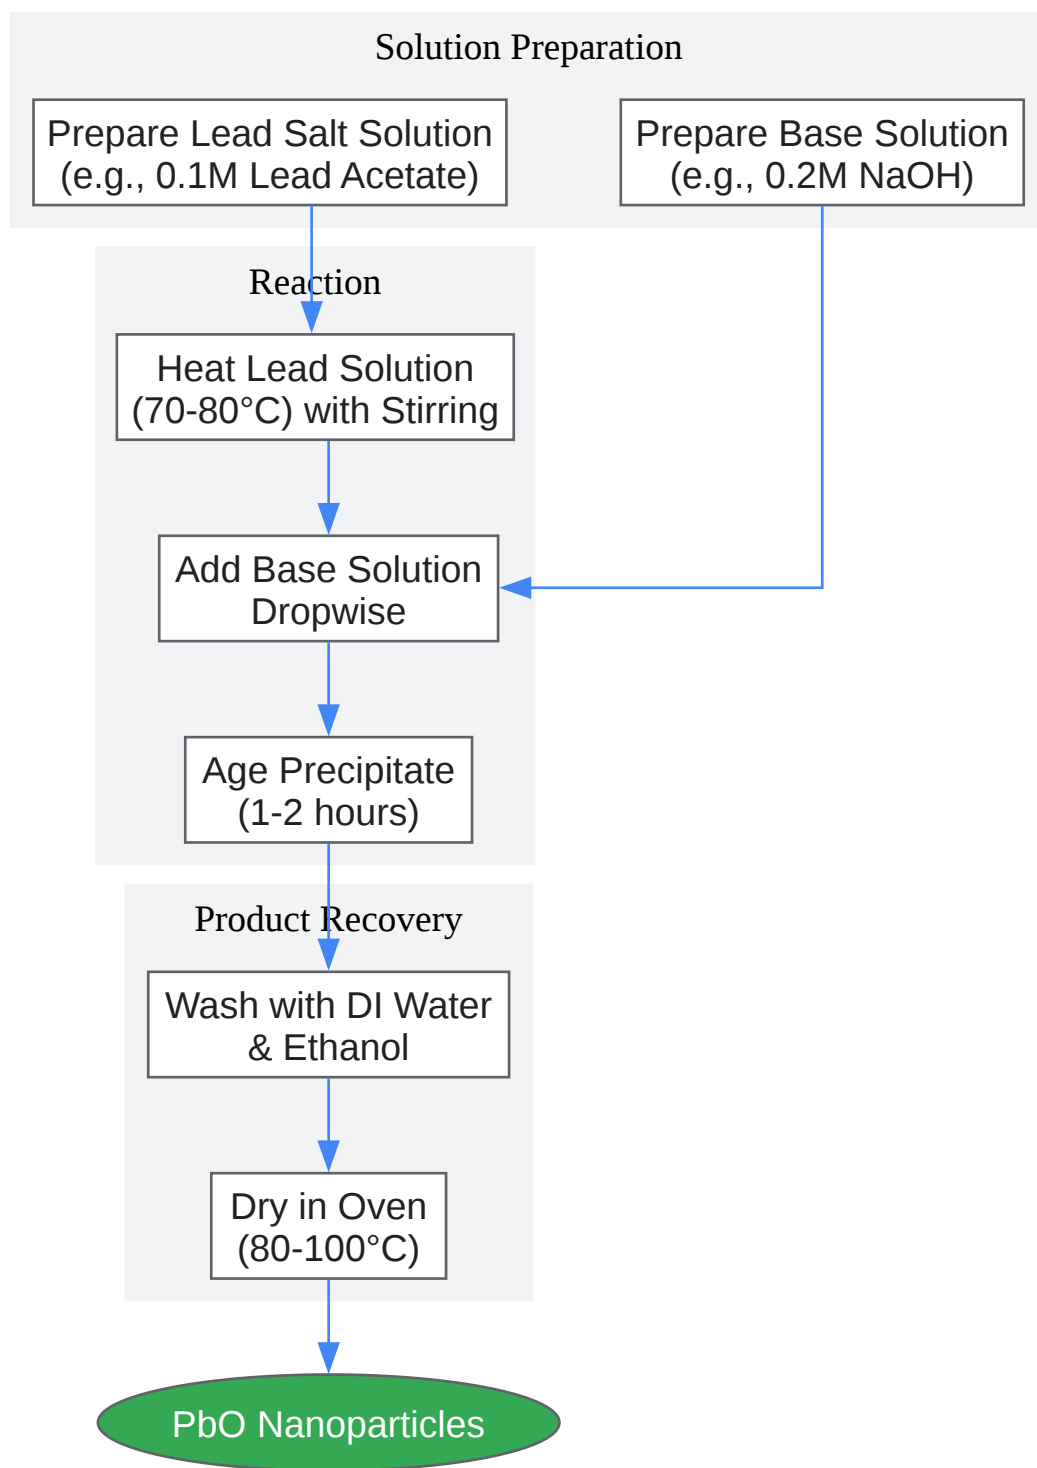 Solution Preparation
Prepare Lead Salt Solution
(e.g., 0.1M Lead Acetate)
Prepare Base Solution
(e.g., 0.2M NaOH)
Reaction
Heat Lead Solution
(70-80°C) with Stirring
Add Base Solution
Dropwise
Age Precipitate
(1-2 hours)
Product Recovery
Wash with DI Water
& Ethanol
Dry in Oven
(80-100°C)
PbO Nanoparticles